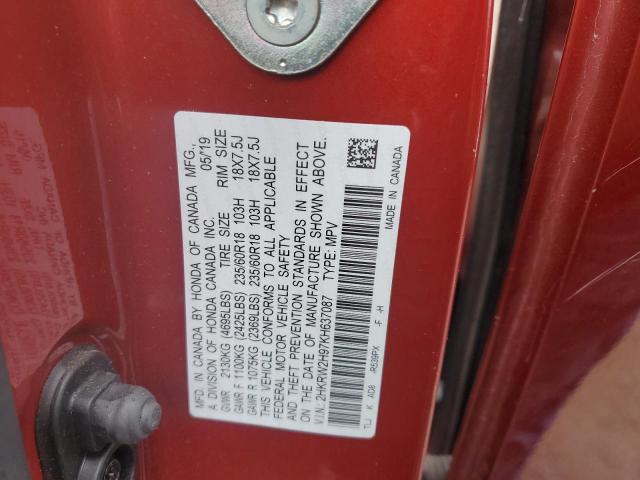 MFD. IN CANADA BY HONDA OF CANADA MFG.,
A DIVISION OF HONDA CANADA INC. 05/'19
GVWR 2130KG (4695LBS) TIRE SIZE RIM SIZE
GAWR F 1100KG (2425LBS) 235/60R18 103H 18X7.5J
GAWR R 1075KG (2369LBS) 235/60R18 103H 18X7.5J
THIS VEHICLE CONFORMS TO ALL APPLICABLE
FEDERAL MOTOR VEHICLE SAFETY
AND THEFT PREVENTION STANDARDS IN EFFECT
ON THE DATE OF MANUFACTURE SHOWN ABOVE.
V.I.N.: 2HKRW2H97KH637087 TYPE: MPV
TLJ K AD8 -R539PX -F -H
MADE IN CANADA